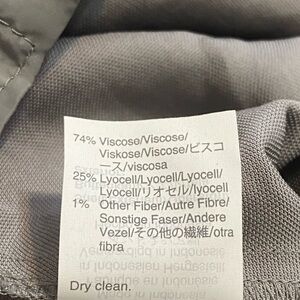 74% Viscose/Viscose/
Viskose/Viscose/ビスコ
ース/viscosa
25% Lyocell/Lyocell/Lyocell/
Lyocell/リオセル/lyocell
1% Other Fiber/Autre Fibre/
Sonstige Faser/Andere
Vezel/その他の繊維/otra
fibra
Dry clean.